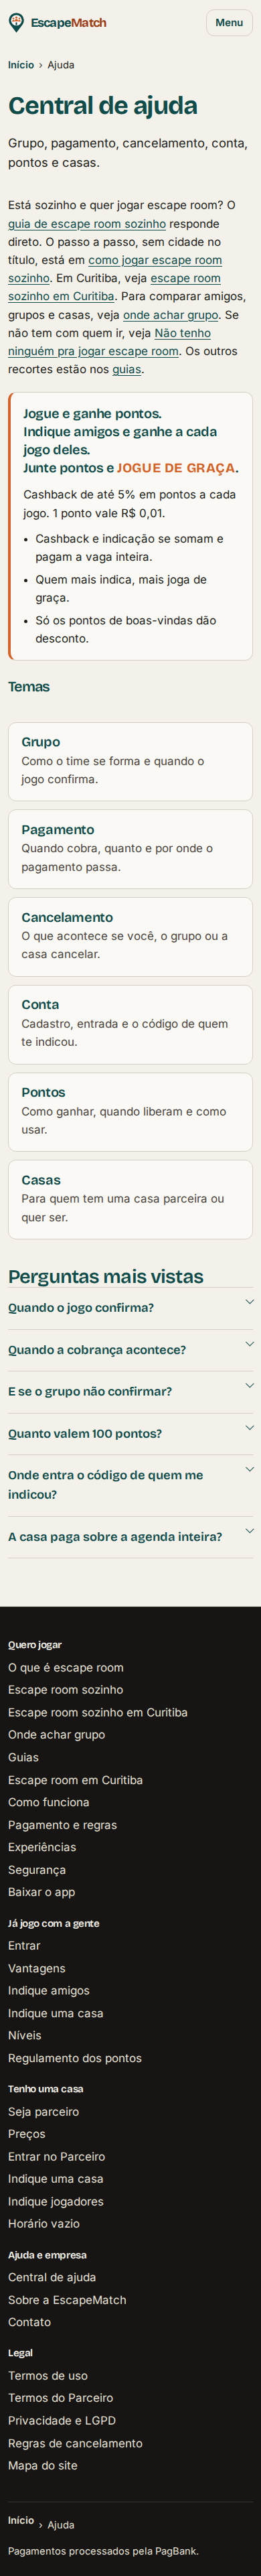 EscapeMatch
Menu
Início › Ajuda
Central de ajuda
Grupo, pagamento, cancelamento, conta,
pontos e casas.
Está sozinho e quer jogar agora? O
guia de escape room sozinho responde
direto. O passo a passo, sem cidade no
título, está em como jogar escape room
sozinho. Em Curitiba, veja escape room
sozinho em Curitiba. Para comparar amigos,
grupos e casas, veja onde achar grupo. Se
não tem com quem ir, veja Não tenho
ninguém pra jogar escape room. Os outros
recortes estão nos guias.
Jogue e ganhe pontos.
Indique amigos e ganhe a cada
jogo deles.
Junte pontos e JOGUE DE GRAÇA.
Cashback de até 5% em pontos a cada
jogo. 1 ponto vale R$ 0,01.
• Cashback e indicação se somam e
pagam a vaga inteira.
• Quem mais indica, mais joga de
graça.
• Só os pontos de boas-vindas dão
desconto.
Temas
Grupo
Como o time se forma e quando o
jogo confirma.
Pagamento
Quando cobra, quanto e por onde o
pagamento passa.
Cancelamento
O que acontece se você, o grupo ou a
casa cancelar.
Conta
Cadastro, entrada e o código de quem
te indicou.
Pontos
Como ganhar, quando liberam e como
usar.
Casas
Para quem tem uma casa parceira ou
quer ser.
Perguntas mais vistas
Quando o jogo confirma?
Quando a cobrança acontece?
E se o grupo não confirmar?
Quanto valem 100 pontos?
Onde entra o código de quem me
indicou?
A casa paga sobre a agenda inteira?
Quero jogar
O que é escape room
Escape room sozinho
Escape room sozinho em Curitiba
Onde achar grupo
Guias
Escape room em Curitiba
Como funciona
Pagamento e regras
Experiências
Segurança
Baixar o app
Já jogo com a gente
Entrar
Vantagens
Indique amigos
Indique uma casa
Níveis
Regulamento dos pontos
Tenho uma casa
Seja parceiro
Preços
Entrar no Parceiro
Indique uma casa
Indique jogadores
Horário vazio
Ajuda e empresa
Central de ajuda
Sobre a EscapeMatch
Contato
Legal
Termos de uso
Termos do Parceiro
Privacidade e LGPD
Regras de cancelamento
Mapa do site
Início › Ajuda
Pagamentos processados pela PagBank.